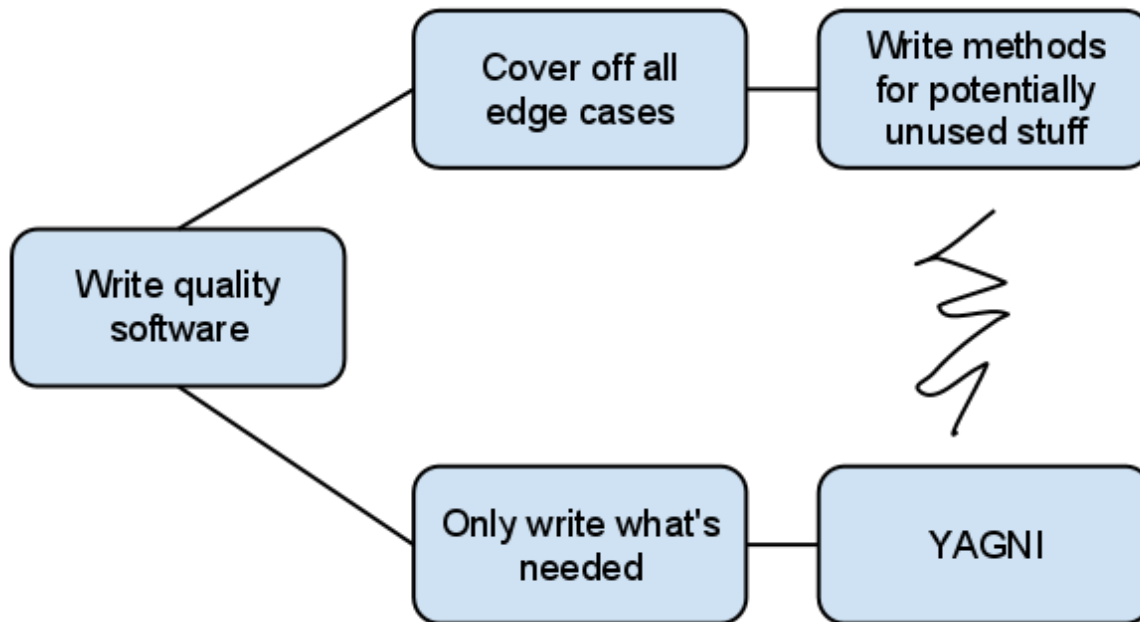 Cover off all
edge cases
Write methods
for potentially
unused stuff
Write quality
software
Only write what's
needed
YAGNI